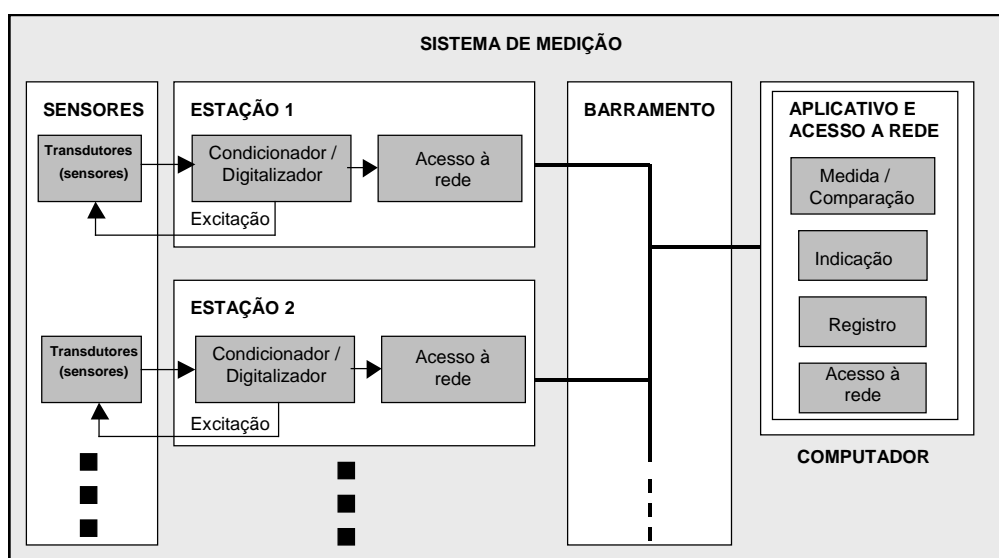 SISTEMA DE MEDIÇÃO
SENSORES
Transdutores
(sensores)
ESTAÇÃO 1
Condicionador /
Digitalizador
Acesso à
rede
Excitação
Transdutores
(sensores)
ESTAÇÃO 2
Condicionador /
Digitalizador
Acesso à
rede
Excitação
BARRAMENTO
APLICATIVO E
ACESSO A REDE
Medida /
Comparação
Indicação
Registro
Acesso à
rede
COMPUTADOR